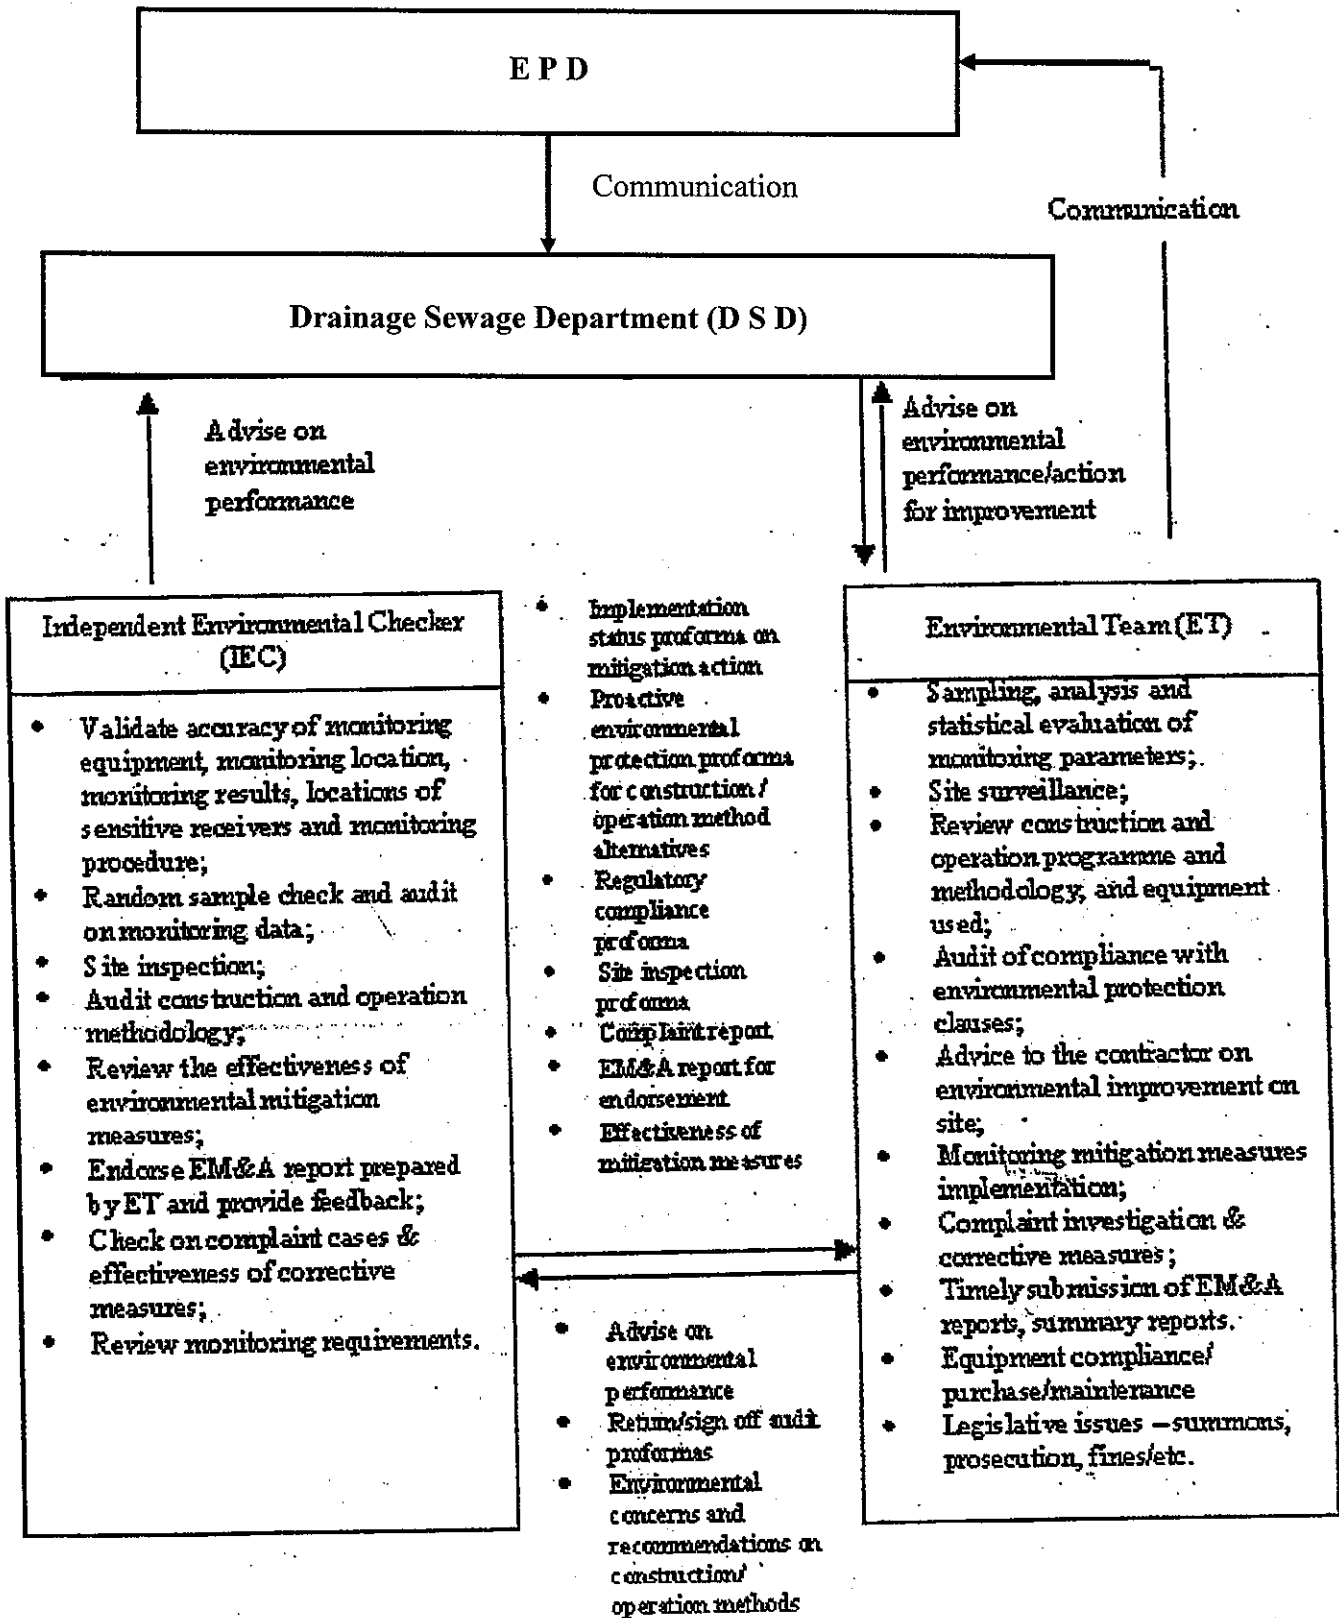 E P D
Communication
Communication
Drainage Sewage Department (D S D)
Advise on
environmental
performance
Advise on
environmental
performance/action
for improvement
Independent Environmental Checker
(IEC)
• Validate accuracy of monitoring
equipment, monitoring location,
monitoring results, locations of
sensitive receivers and monitoring
procedure;
• Random sample check and audit
on monitoring data;
• Site inspection;
• Audit construction and operation
methodology;
• Review the effectiveness of
environmental mitigation
measures;
• Endorse EM&A report prepared
by ET and provide feedback;
• Check on complaint cases &
effectiveness of corrective
measures;
• Review monitoring requirements.
• Implementation
status proforma on
mitigation action
• Proactive
environmental
protection proforma
for construction/
operation method
alternatives
• Regulatory
compliance
proforma
• Site inspection
proforma
• Complaint report
• EM&A report for
endorsement
• Effectiveness of
mitigation measures
• Advise on
environmental
performance
• Return/sign off audit
proformas
• Environmental
concerns and
recommendations on
construction/
operation methods
Environmental Team (ET)
• Sampling, analysis and
statistical evaluation of
monitoring parameters;
• Site surveillance;
• Review construction and
operation programme and
methodology, and equipment
used;
• Audit of compliance with
environmental protection
clauses;
• Advice to the contractor on
environmental improvement on
site;
• Monitoring mitigation measures
implementation;
• Complaint investigation &
corrective measures;
• Timely submission of EM&A
reports, summary reports.
• Equipment compliance/
purchase/maintenance
• Legislative issues – summons,
prosecution, fines/etc.